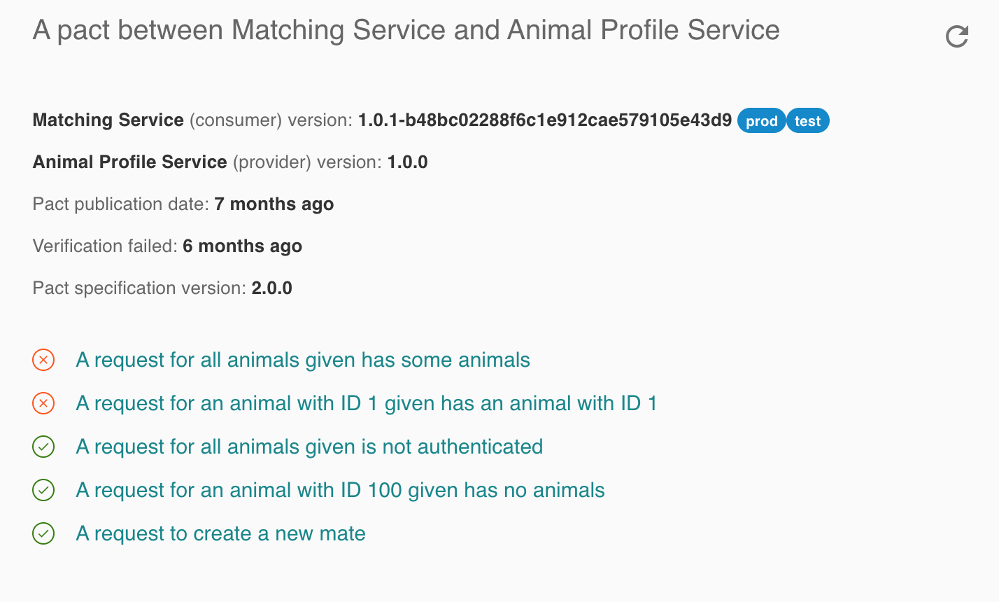 A pact between Matching Service and Animal Profile Service
Matching Service (consumer) version: 1.0.1-b48bc02288f6c1e912cae579105e43d9 prod test
Animal Profile Service (provider) version: 1.0.0
Pact publication date: 7 months ago
Verification failed: 6 months ago
Pact specification version: 2.0.0
A request for all animals given has some animals
A request for an animal with ID 1 given has an animal with ID 1
A request for all animals given is not authenticated
A request for an animal with ID 100 given has no animals
A request to create a new mate